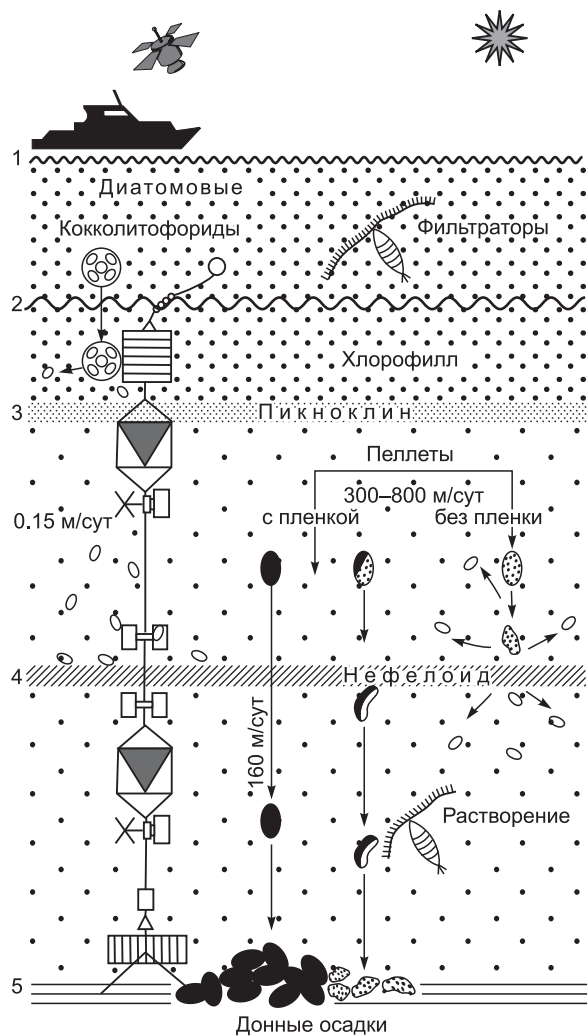 1
Диатомовые
Кокколитофориды
Фильтраторы
2
Хлорофилл
3
Пикноклин
Пеллеты
300–800 м/сут
0.15 м/сут
с пленкой
без пленки
4
Нефелоид
160 м/сут
Растворение
5
Донные осадки